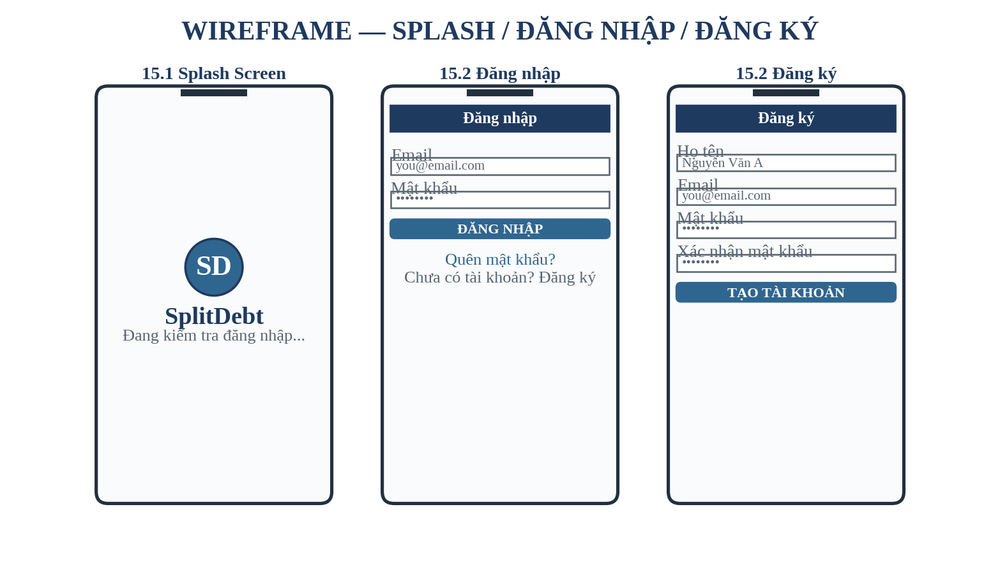 WIREFRAME — SPLASH / ĐĂNG NHẬP / ĐĂNG KÝ
15.1 Splash Screen
SD
SplitDebt
Đang kiểm tra đăng nhập...
15.2 Đăng nhập
Đăng nhập
Email
you@email.com
Mật khẩu
••••••••
ĐĂNG NHẬP
Quên mật khẩu?
Chưa có tài khoản? Đăng ký
15.2 Đăng ký
Đăng ký
Họ tên
Nguyễn Văn A
Email
you@email.com
Mật khẩu
••••••••
Xác nhận mật khẩu
••••••••
TẠO TÀI KHOẢN